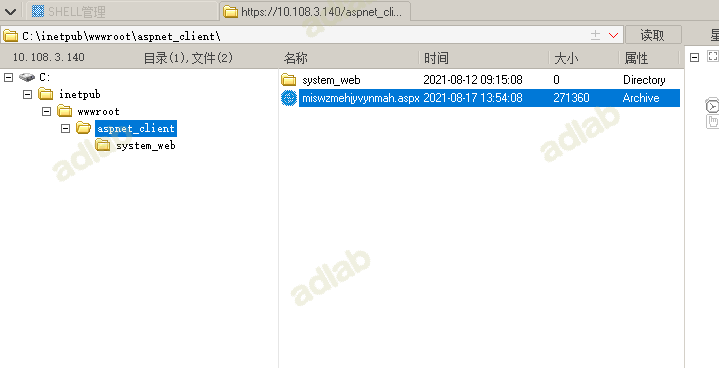 SHELL管理
https://10.108.3.140/aspnet_cli...
C:\inetpub\wwwroot\aspnet_client\
读取
10.108.3.140
目录(1),文件(2)
名称 时间 大小 属性
C:
inetpub
wwwroot
aspnet_client
system_web
system_web 2021-08-12 09:15:08 0 Directory
miswzmehjyvynmah.aspx 2021-08-17 13:54:08 271360 Archive
adlab
adlab
adlab
adlab